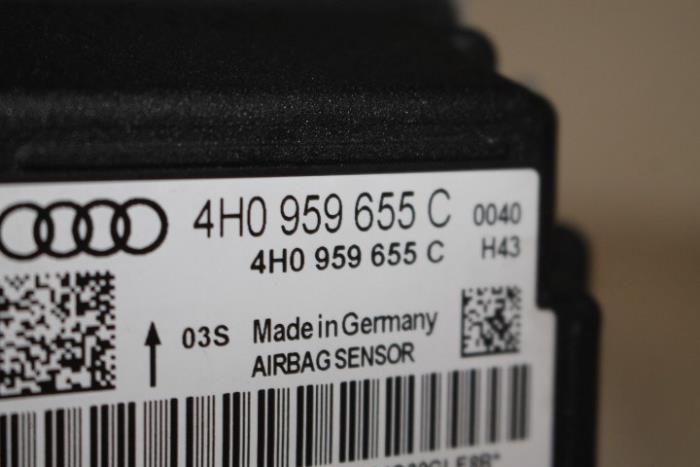 4H0 959 655 C 0040
4H0 959 655 C H43
03S Made in Germany
AIRBAG SENSOR